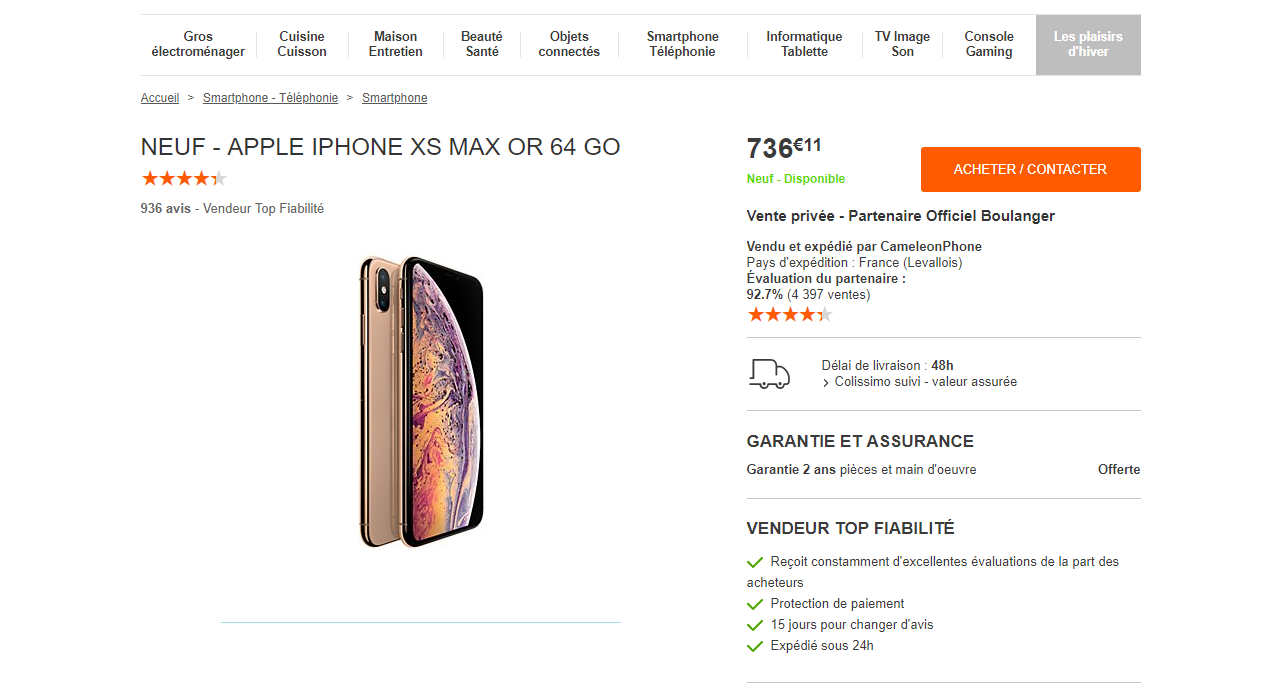 Gros électroménager
Cuisine Cuisson
Maison Entretien
Beauté Santé
Objets connectés
Smartphone Téléphonie
Informatique Tablette
TV Image Son
Console Gaming
Les plaisirs d'hiver
Accueil > Smartphone - Téléphonie > Smartphone
NEUF - APPLE IPHONE XS MAX OR 64 GO
936 avis - Vendeur Top Fiabilité
736€11
Neuf - Disponible
ACHETER / CONTACTER
Vente privée - Partenaire Officiel Boulanger
Vendu et expédié par CameleonPhone
Pays d'expédition : France (Levallois)
Évaluation du partenaire :
92.7% (4 397 ventes)
Délai de livraison : 48h
› Colissimo suivi - valeur assurée
GARANTIE ET ASSURANCE
Garantie 2 ans pièces et main d'oeuvre Offerte
VENDEUR TOP FIABILITÉ
Reçoit constamment d'excellentes évaluations de la part des
acheteurs
Protection de paiement
15 jours pour changer d'avis
Expédié sous 24h